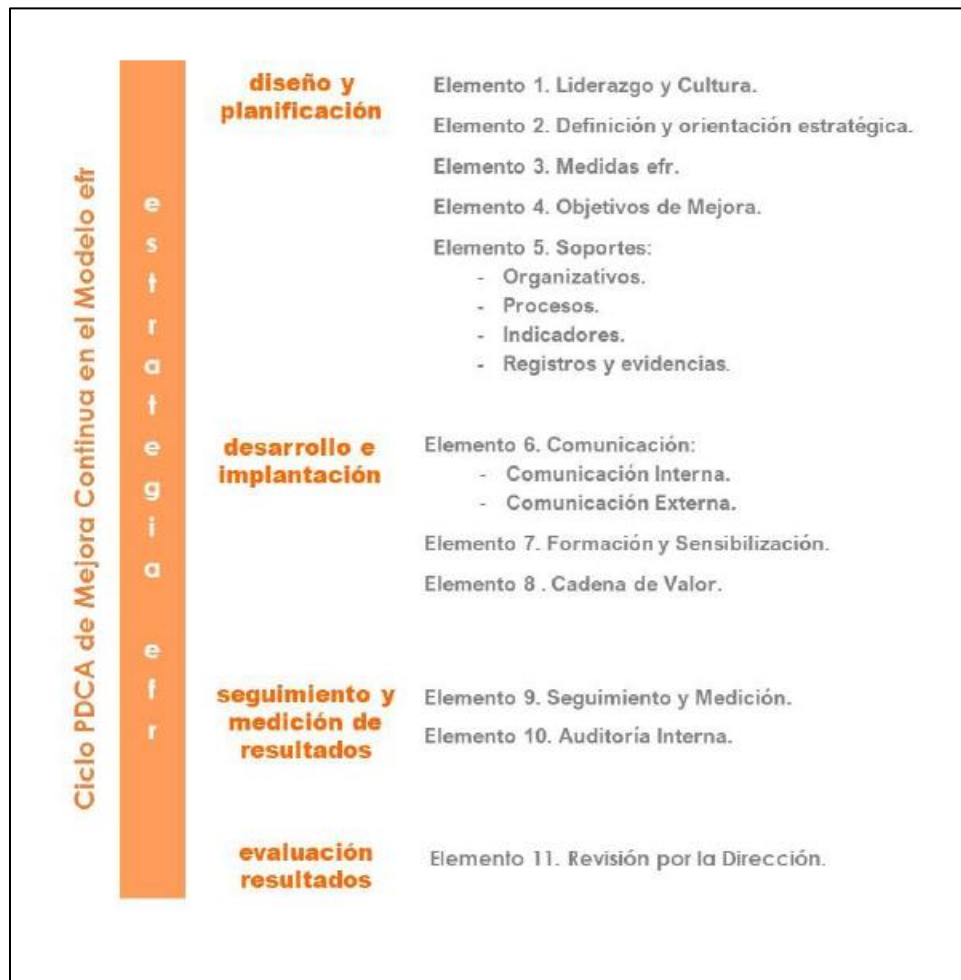 Ciclo PDCA de Mejora Continua en el Modelo efr
estrategia efr
diseño y
planificación
Elemento 1. Liderazgo y Cultura.
Elemento 2. Definición y orientación estratégica.
Elemento 3. Medidas efr.
Elemento 4. Objetivos de Mejora.
Elemento 5. Soportes:
- Organizativos.
- Procesos.
- Indicadores.
- Registros y evidencias.
desarrollo e
implantación
Elemento 6. Comunicación:
- Comunicación Interna.
- Comunicación Externa.
Elemento 7. Formación y Sensibilización.
Elemento 8 . Cadena de Valor.
seguimiento y
medición de
resultados
Elemento 9. Seguimiento y Medición.
Elemento 10. Auditoría Interna.
evaluación
resultados
Elemento 11. Revisión por la Dirección.